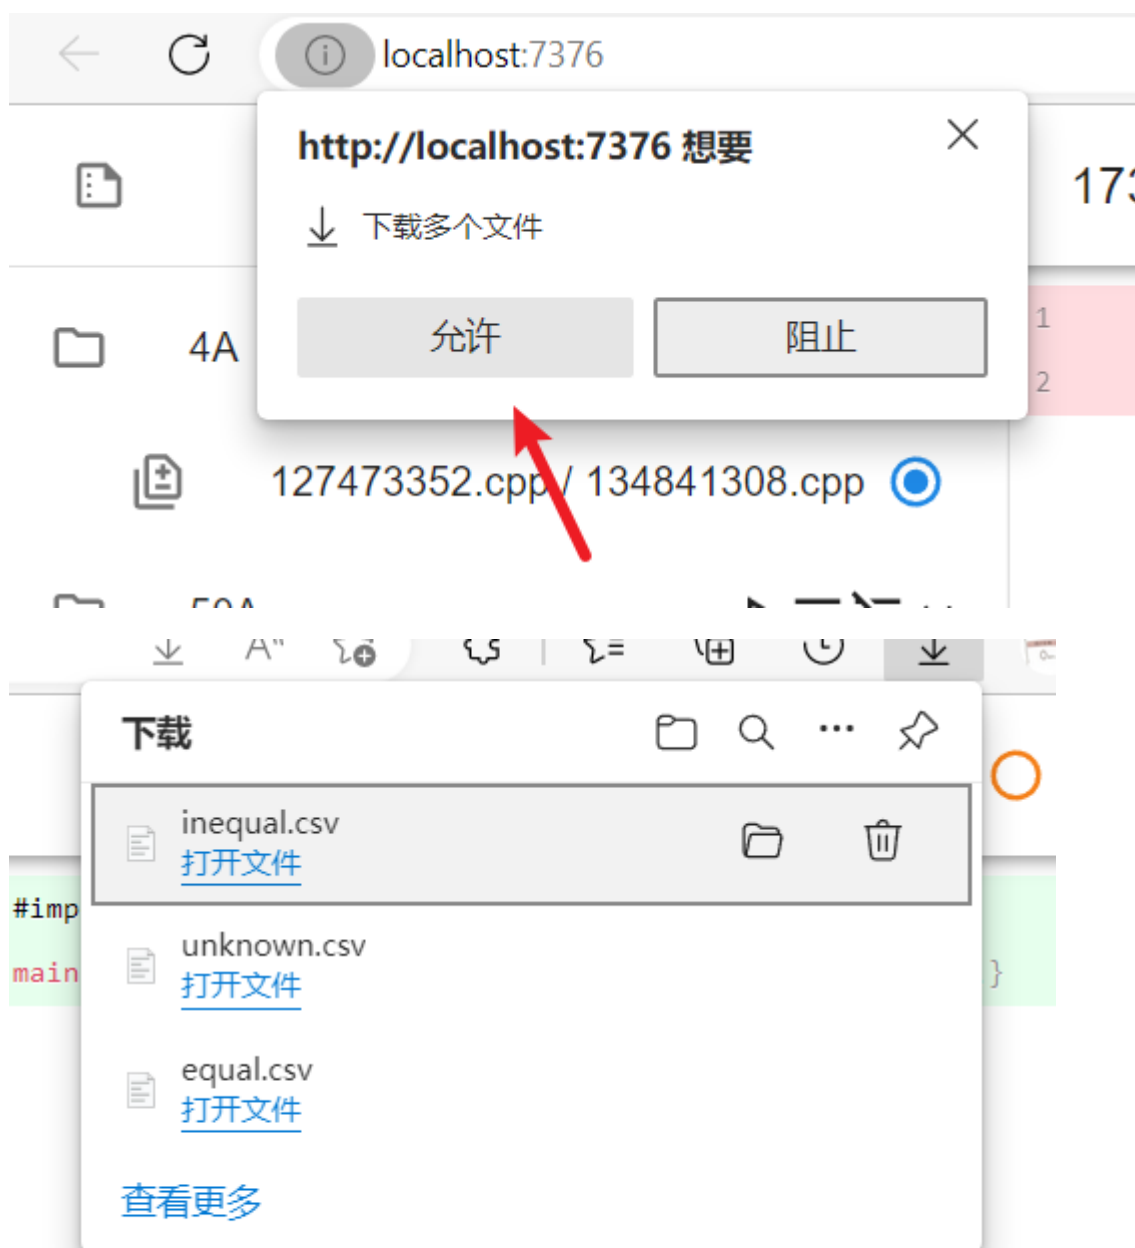 localhost:7376
http://localhost:7376 想要
下载多个文件
允许
阻止
173
1
2
4A
127473352.cpp / 134841308.cpp
下载
inequal.csv
打开文件
#imp
main
}
unknown.csv
打开文件
equal.csv
打开文件
查看更多